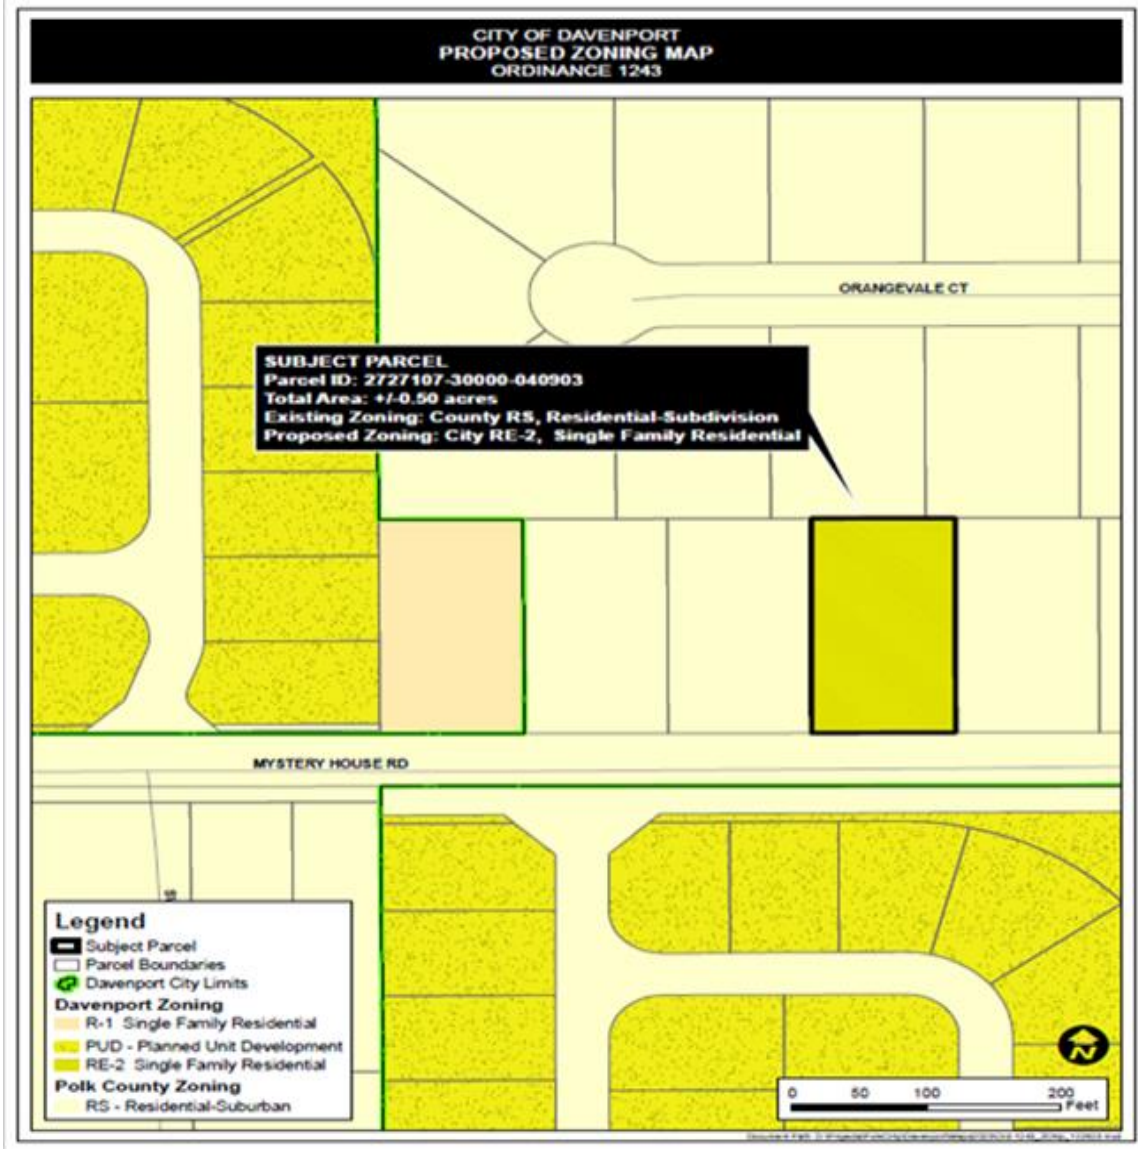 CITY OF DAVENPORT
PROPOSED ZONING MAP
ORDINANCE 1243
ORANGEVALE CT
SUBJECT PARCEL
Parcel ID: 2727107-30000-040903
Total Area: +/-0.50 acres
Existing Zoning: County RS, Residential-Subdivision
Proposed Zoning: City RE-2, Single Family Residential
MYSTERY HOUSE RD
Legend
Subject Parcel
Parcel Boundaries
Davenport City Limits
Davenport Zoning
R-1 Single Family Residential
PUD - Planned Unit Development
RE-2 Single Family Residential
Polk County Zoning
RS - Residential-Suburban
N
0 50 100 200
Feet
Document Path: